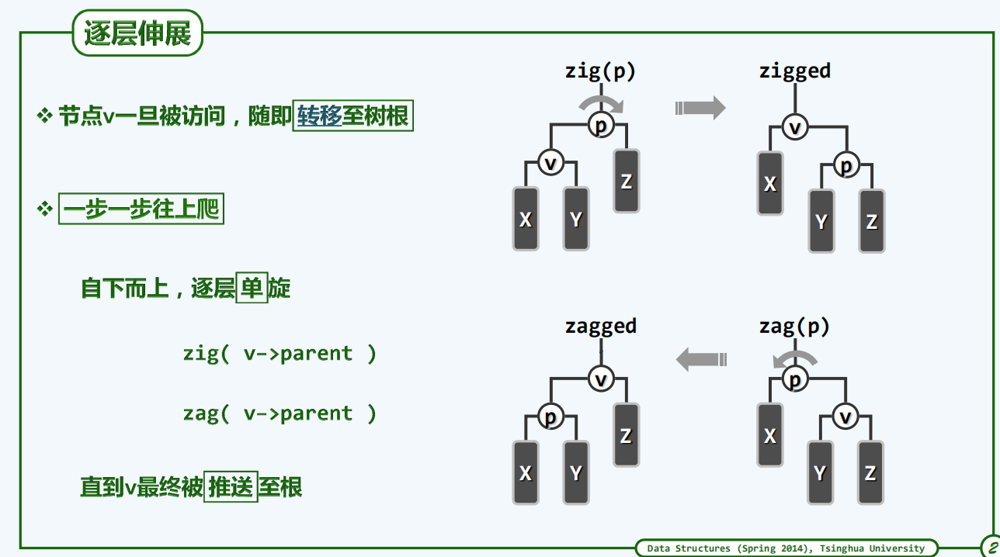 逐层伸展
❖ 节点v一旦被访问，随即转移至树根
❖ 一步一步往上爬
自下而上，逐层单旋
zig( v->parent )
zag( v->parent )
直到v最终被推送至根
zig(p)
p
v
Z
X
Y
zigged
v
p
X
Y
Z
zagged
v
p
Z
X
Y
zag(p)
p
v
X
Y
Z
Data Structures (Spring 2014), Tsinghua University
2